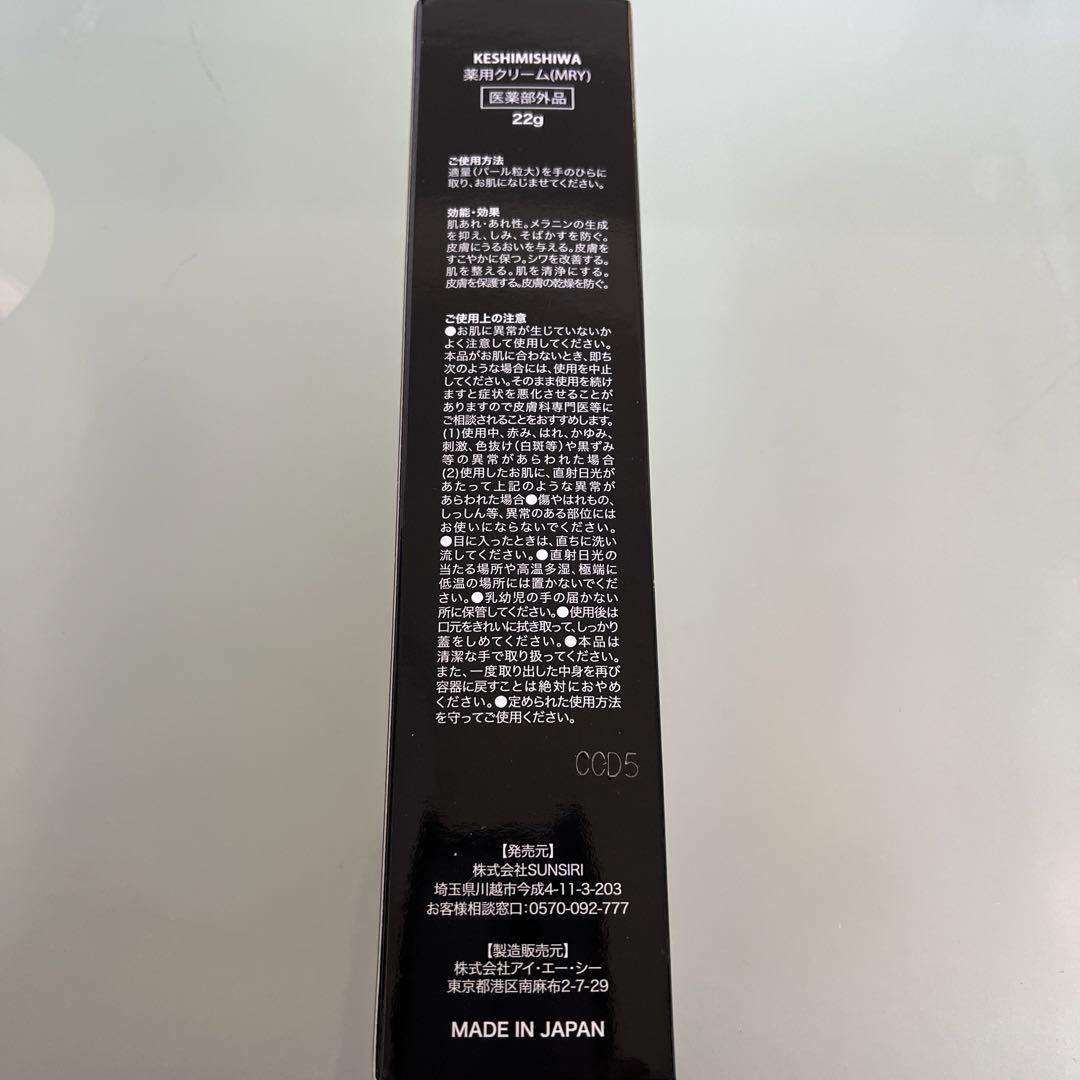 KESHIMISHIWA
薬用クリーム(MRY)
医薬部外品
22g
ご使用方法
適量(パール粒大)を手のひらに
取り、お肌になじませてください。
効能・効果
肌あれ・あれ性。メラニンの生成
を抑え、しみ、そばかすを防ぐ。
皮膚にうるおいを与える。皮膚を
すこやかに保つ。シワを改善する。
肌を整える。肌を清浄にする。
皮膚を保護する。皮膚の乾燥を防ぐ。
ご使用上の注意
●お肌に異常が生じていないか
よく注意して使用してください。
本品がお肌に合わないとき、即ち
次のような場合には、使用を中止
してください。そのまま使用を続け
ますと症状を悪化させることが
ありますので皮膚科専門医等に
ご相談されることをおすすめします。
(1)使用中、赤み、はれ、かゆみ、
刺激、色抜け(白斑等)や黒ずみ
等の異常があらわれた場合
(2)使用したお肌に、直射日光が
あたって上記のような異常が
あらわれた場合●傷やはれもの、
しっしん等、異常のある部位には
お使いにならないでください。
●目に入ったときは、直ちに洗い
流してください。●直射日光の
当たる場所や高温多湿、極端に
低温の場所には置かないでくだ
さい。●乳幼児の手の届かない
所に保管してください。●使用後は
口元をきれいに拭き取って、しっかり
蓋をしめてください。●本品は
清潔な手で取り扱ってください。
また、一度取り出した中身を再び
容器に戻すことは絶対におやめ
ください。●定められた使用方法
を守ってご使用ください。
CCD5
【発売元】
株式会社SUNSIRI
埼玉県川越市今成4-11-3-203
お客様相談窓口:0570-092-777
【製造販売元】
株式会社アイ・エー・シー
東京都港区南麻布2-7-29
MADE IN JAPAN